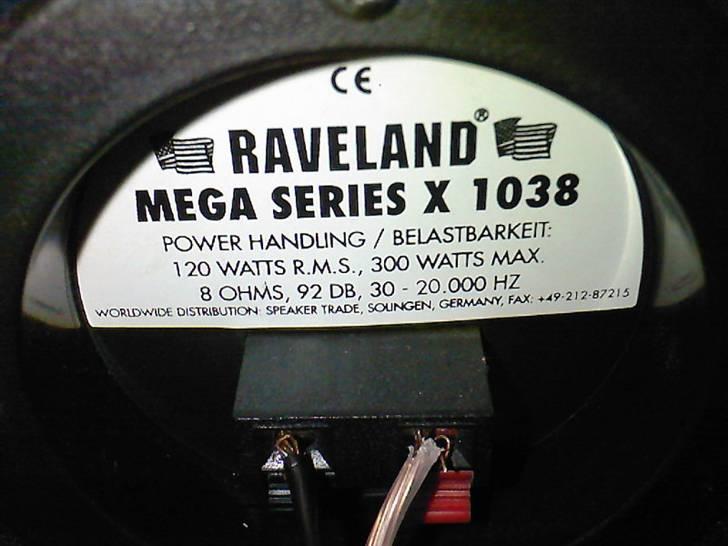 CE
RAVELAND®
MEGA SERIES X 1038
POWER HANDLING / BELASTBARKEIT:
120 WATTS R.M.S., 300 WATTS MAX.
8 OHMS, 92 DB, 30 - 20.000 HZ
WORLDWIDE DISTRIBUTION: SPEAKER TRADE, SOLINGEN, GERMANY, FAX: +49-212-87215